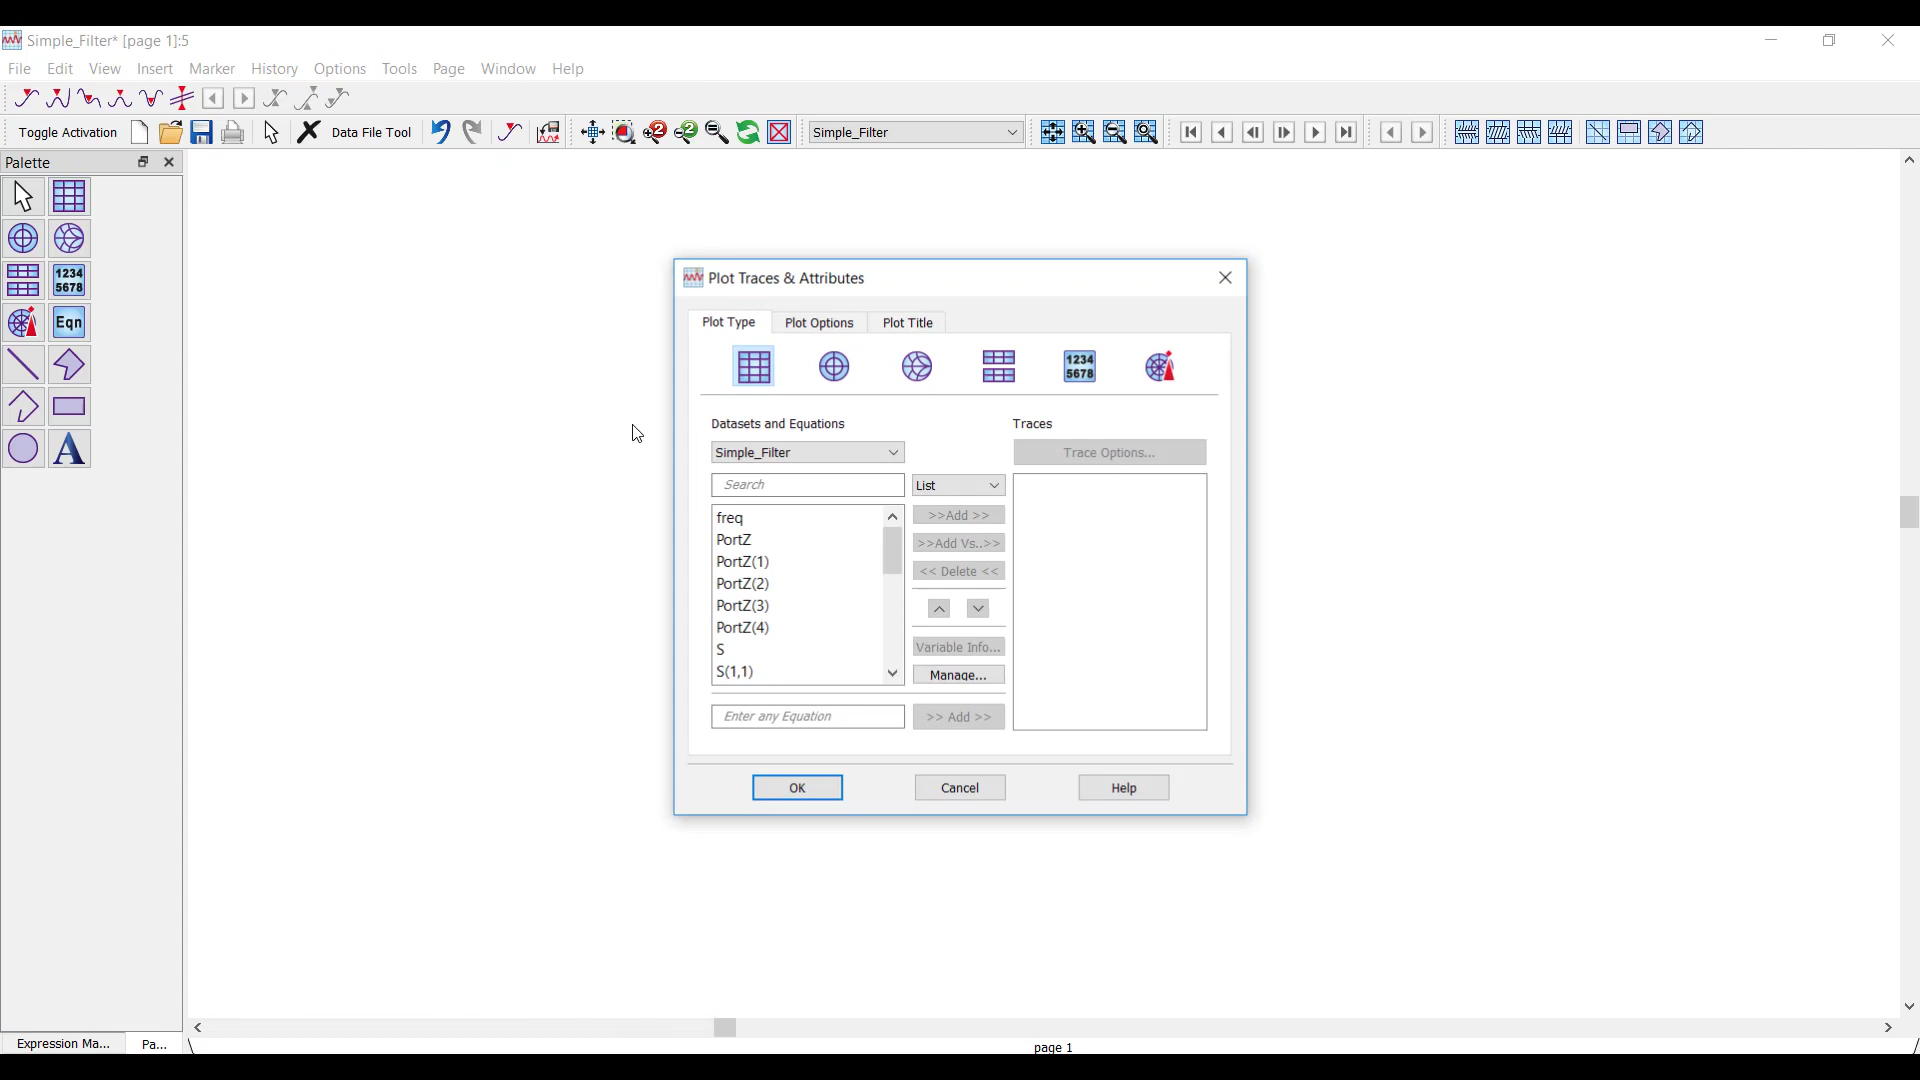 Simple_Filter* [page 1]:5
File Edit View Insert Marker History Options Tools Page Window Help
Toggle Activation Data File Tool Simple_Filter
Palette
1234
5678
Eqn
A
Plot Traces & Attributes
Plot Type Plot Options Plot Title
1234
5678
Datasets and Equations Traces
Simple_Filter Trace Options...
Search List
freq >>Add >>
PortZ >>Add Vs..>>
PortZ(1) << Delete <<
PortZ(2)
PortZ(3)
PortZ(4) Variable Info...
S
S(1,1) Manage...
Enter any Equation >> Add >>
OK Cancel Help
Expression Ma... Pa... page 1